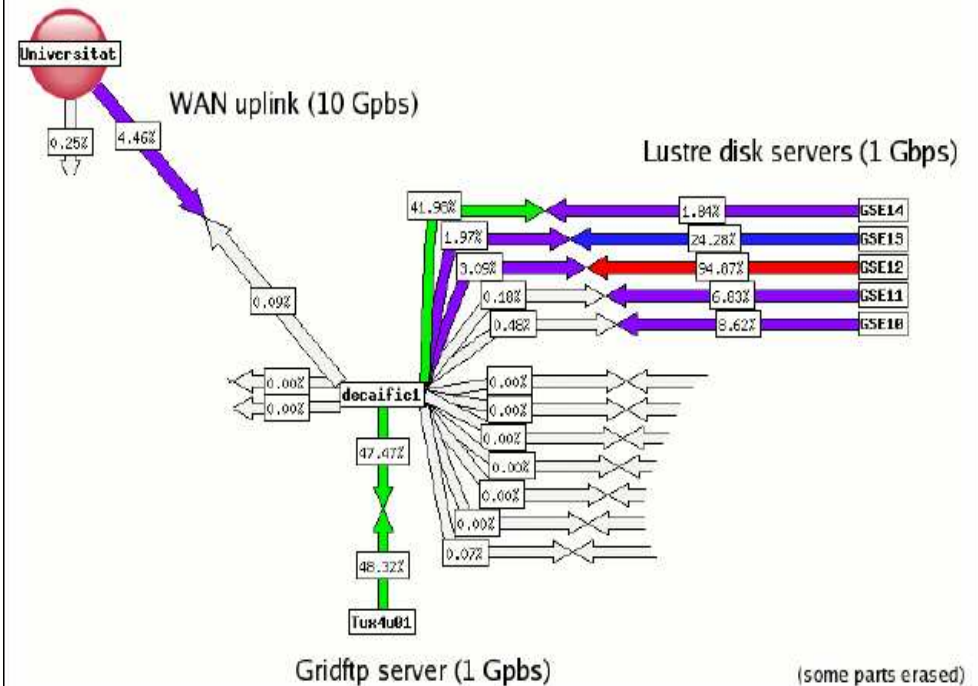 Universitat
WAN uplink (10 Gpbs)
0.25%
4.46%
Lustre disk servers (1 Gbps)
41.98%
1.84%
GSE14
1.97%
24.28%
GSE13
3.09%
94.87%
GSE12
0.18%
6.83%
GSE11
0.48%
8.62%
GSE10
0.09%
0.00%
0.00%
decaific1
0.00%
0.00%
0.00%
0.00%
0.00%
0.00%
0.07%
47.47%
48.32%
Tux4u01
Gridftp server (1 Gpbs)
(some parts erased)